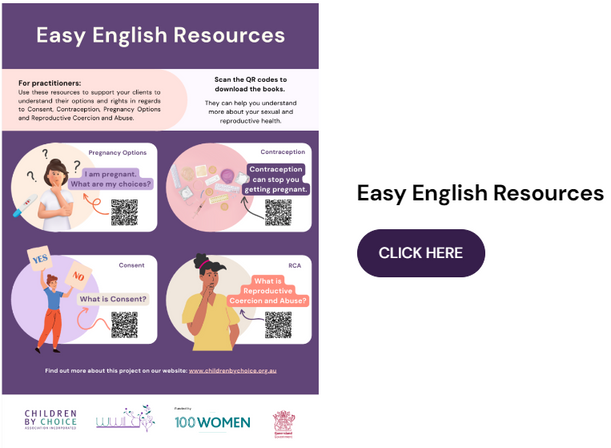 Easy English Resources
For practitioners:
Use these resources to support your clients to
understand their options and rights in regards
to Consent, Contraception, Pregnancy Options
and Reproductive Coercion and Abuse.
Scan the QR codes to
download the books.
They can help you understand
more about your sexual and
reproductive health.
Pregnancy Options
I am pregnant.
What are my choices?
Contraception
Contraception
can stop you
getting pregnant.
Consent
YES
NO
What is Consent?
RCA
What is
Reproductive
Coercion and Abuse?
Find out more about this project on our website: www.childrenbychoice.org.au
CHILDREN
BY CHOICE
ASSOCIATION INCORPORATED
Funded by
100 WOMEN
Queensland
Government
Easy English Resources
CLICK HERE